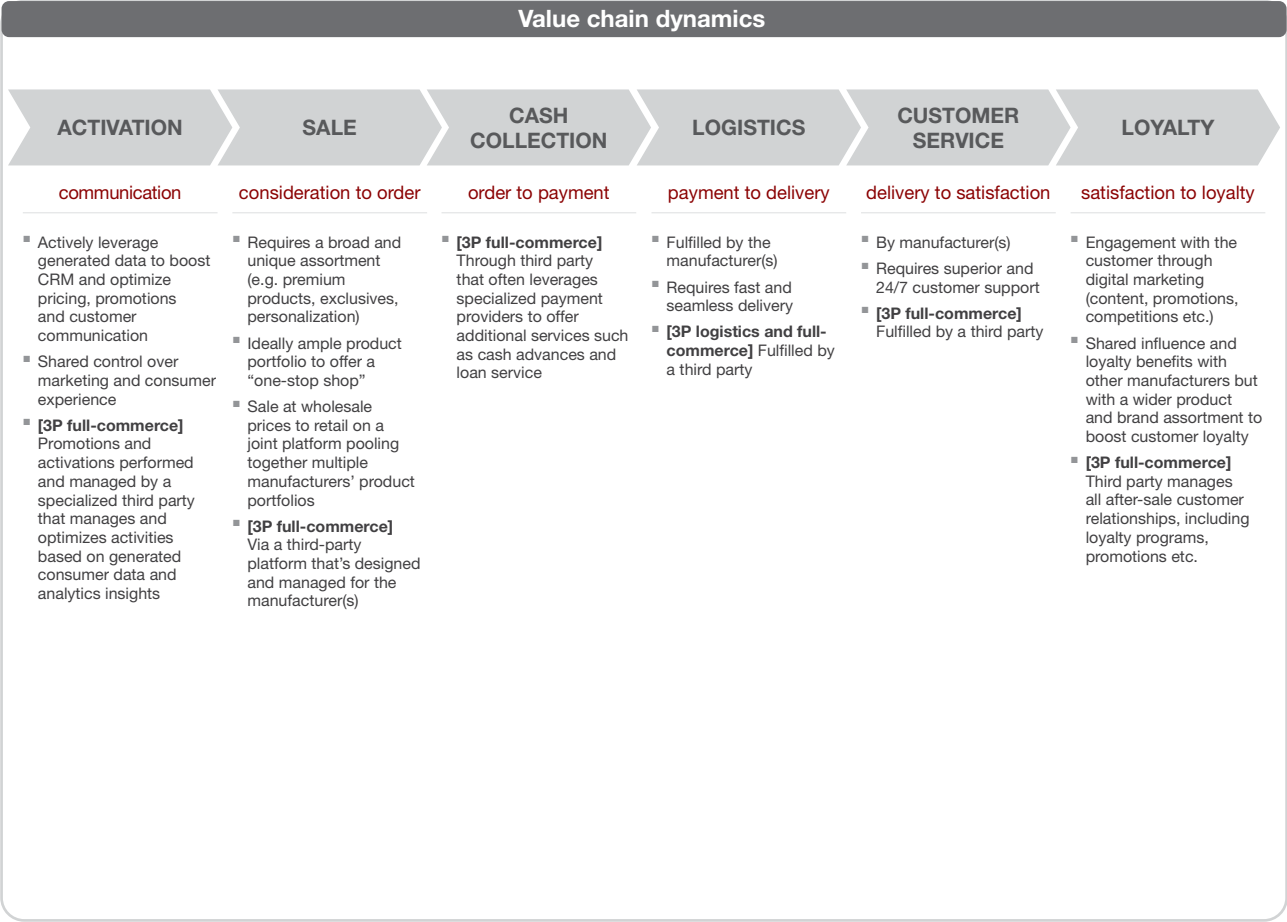 Value chain dynamics
ACTIVATION
communication
▪ Actively leverage
generated data to boost
CRM and optimize
pricing, promotions
and customer
communication
▪ Shared control over
marketing and consumer
experience
▪ [3P full-commerce]
Promotions and
activations performed
and managed by a
specialized third party
that manages and
optimizes activities
based on generated
consumer data and
analytics insights
SALE
consideration to order
▪ Requires a broad and
unique assortment
(e.g. premium
products, exclusives,
personalization)
▪ Ideally ample product
portfolio to offer a
“one-stop shop”
▪ Sale at wholesale
prices to retail on a
joint platform pooling
together multiple
manufacturers’ product
portfolios
▪ [3P full-commerce]
Via a third-party
platform that’s designed
and managed for the
manufacturer(s)
CASH
COLLECTION
order to payment
▪ [3P full-commerce]
Through third party
that often leverages
specialized payment
providers to offer
additional services such
as cash advances and
loan service
LOGISTICS
payment to delivery
▪ Fulfilled by the
manufacturer(s)
▪ Requires fast and
seamless delivery
▪ [3P logistics and full-
commerce] Fulfilled by
a third party
CUSTOMER
SERVICE
delivery to satisfaction
▪ By manufacturer(s)
▪ Requires superior and
24/7 customer support
▪ [3P full-commerce]
Fulfilled by a third party
LOYALTY
satisfaction to loyalty
▪ Engagement with the
customer through
digital marketing
(content, promotions,
competitions etc.)
▪ Shared influence and
loyalty benefits with
other manufacturers but
with a wider product
and brand assortment to
boost customer loyalty
▪ [3P full-commerce]
Third party manages
all after-sale customer
relationships, including
loyalty programs,
promotions etc.